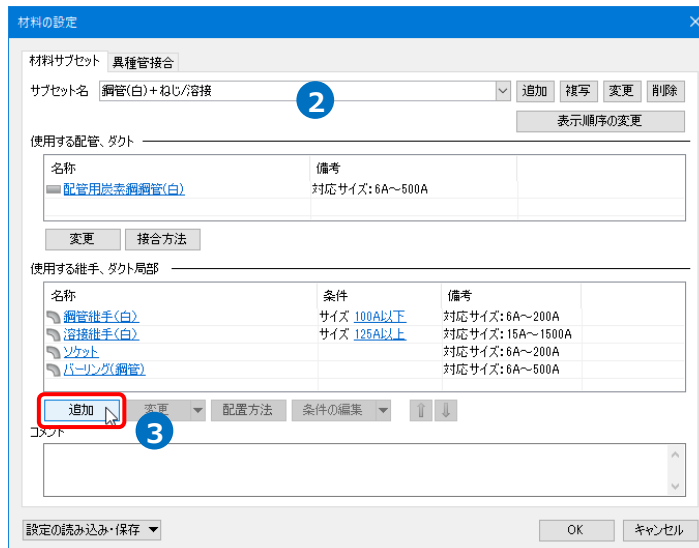 材料の設定
材料サブセット 異種管接合
サブセット名 鋼管(白)+ねじ/溶接 追加 複写 変更 削除
2
表示順序の変更
使用する配管、ダクト
名称 備考
配管用炭素鋼鋼管(白) 対応サイズ:6A～500A
変更 接合方法
使用する継手、ダクト局部
名称 条件 備考
鋼管継手(白) サイズ 100A以下 対応サイズ:6A～200A
溶接継手(白) サイズ 125A以上 対応サイズ:15A～1500A
ソケット 対応サイズ:6A～200A
バーリング(鋼管) 対応サイズ:6A～500A
追加 変更 配置方法 条件の編集
3
コメント
設定の読み込み・保存 OK キャンセル